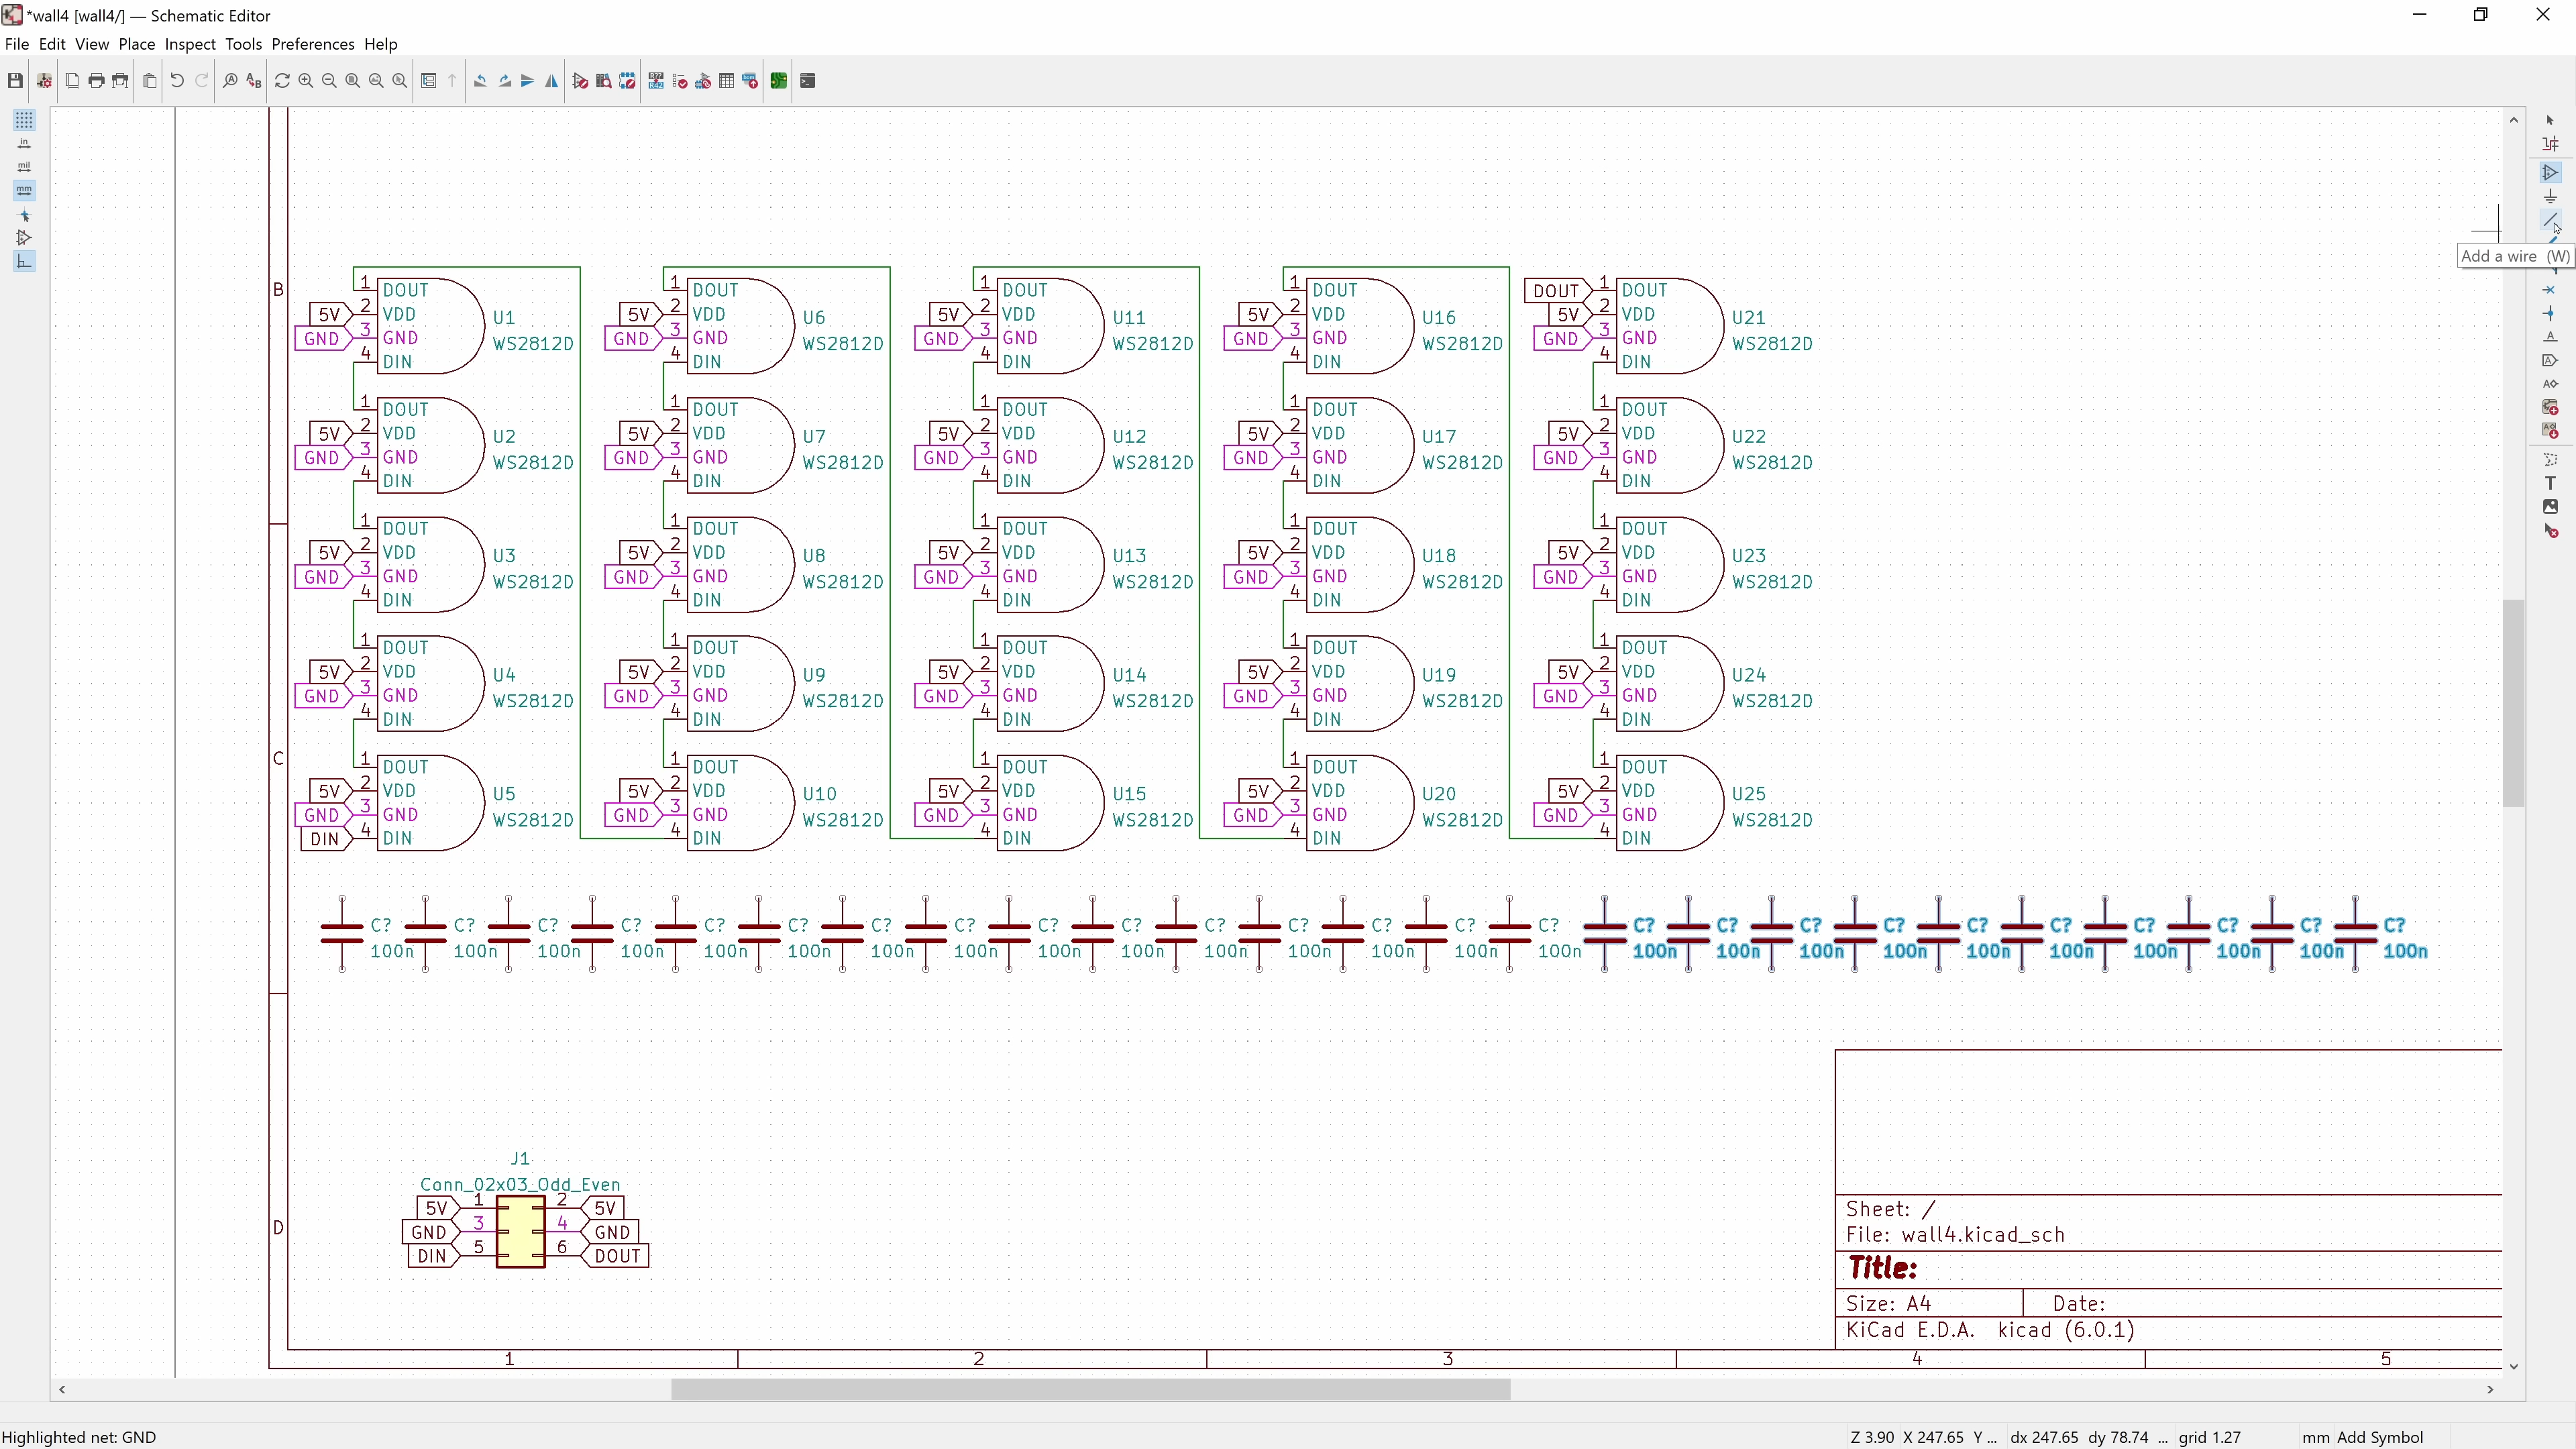 *wall4 [wall4/] — Schematic Editor
File Edit View Place Inspect Tools Preferences Help
in
mil
mm
Add a wire (W)
B
1 DOUT 1 DOUT 1 DOUT 1 DOUT DOUT 1 DOUT
5V 2 VDD U1 5V 2 VDD U6 5V 2 VDD U11 5V 2 VDD U16 5V 2 VDD U21
GND 3 GND WS2812D GND 3 GND WS2812D GND 3 GND WS2812D GND 3 GND WS2812D GND 3 GND WS2812D
4 DIN 4 DIN 4 DIN 4 DIN 4 DIN
1 DOUT 1 DOUT 1 DOUT 1 DOUT 1 DOUT
5V 2 VDD U2 5V 2 VDD U7 5V 2 VDD U12 5V 2 VDD U17 5V 2 VDD U22
GND 3 GND WS2812D GND 3 GND WS2812D GND 3 GND WS2812D GND 3 GND WS2812D GND 3 GND WS2812D
4 DIN 4 DIN 4 DIN 4 DIN 4 DIN
1 DOUT 1 DOUT 1 DOUT 1 DOUT 1 DOUT
5V 2 VDD U3 5V 2 VDD U8 5V 2 VDD U13 5V 2 VDD U18 5V 2 VDD U23
GND 3 GND WS2812D GND 3 GND WS2812D GND 3 GND WS2812D GND 3 GND WS2812D GND 3 GND WS2812D
4 DIN 4 DIN 4 DIN 4 DIN 4 DIN
1 DOUT 1 DOUT 1 DOUT 1 DOUT 1 DOUT
5V 2 VDD U4 5V 2 VDD U9 5V 2 VDD U14 5V 2 VDD U19 5V 2 VDD U24
GND 3 GND WS2812D GND 3 GND WS2812D GND 3 GND WS2812D GND 3 GND WS2812D GND 3 GND WS2812D
4 DIN 4 DIN 4 DIN 4 DIN 4 DIN
C
1 DOUT 1 DOUT 1 DOUT 1 DOUT 1 DOUT
5V 2 VDD U5 5V 2 VDD U10 5V 2 VDD U15 5V 2 VDD U20 5V 2 VDD U25
GND 3 GND WS2812D GND 3 GND WS2812D GND 3 GND WS2812D GND 3 GND WS2812D GND 3 GND WS2812D
DIN 4 DIN 4 DIN 4 DIN 4 DIN 4 DIN
C? C? C? C? C? C? C? C? C? C? C? C? C? C? C? C? C? C? C? C? C? C? C? C? C?
100n 100n 100n 100n 100n 100n 100n 100n 100n 100n 100n 100n 100n 100n 100n 100n 100n 100n 100n 100n 100n 100n 100n 100n 100n
J1
Conn_02x03_Odd_Even
5V 1 2 5V
GND 3 4 GND
DIN 5 6 DOUT
D
Sheet: /
File: wall4.kicad_sch
Title:
Size: A4 Date:
KiCad E.D.A. kicad (6.0.1)
1 2 3 4 5
Highlighted net: GND Z 3.90 X 247.65 Y ... dx 247.65 dy 78.74 ... grid 1.27 mm Add Symbol